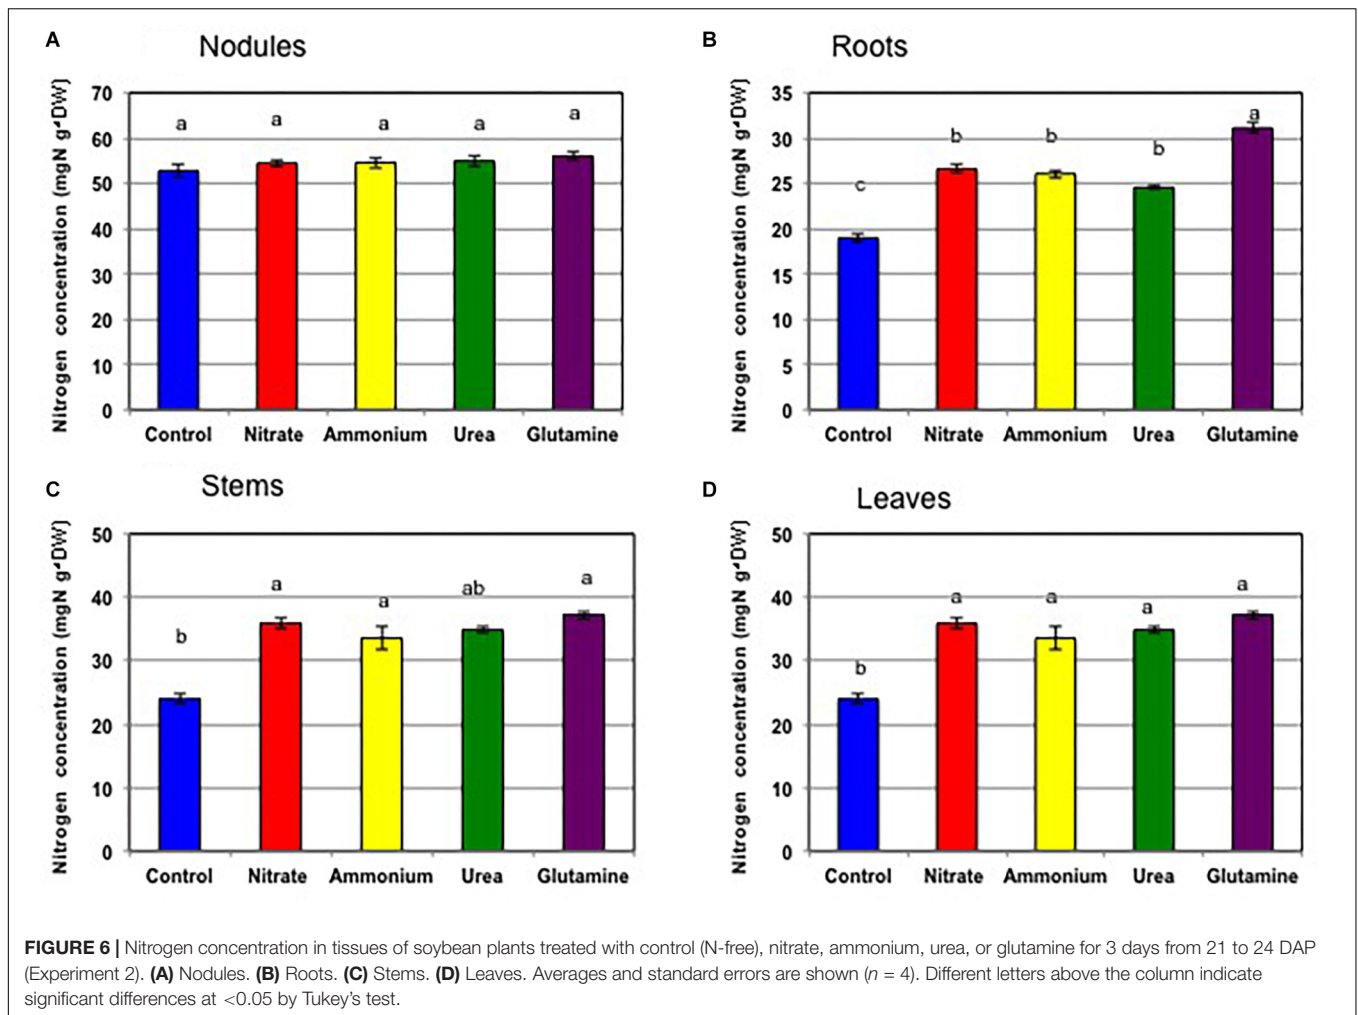 A
Nodules
Nitrogen concentration (mgN g⁻¹DW)
70
60
50
40
30
20
10
0
a
a
a
a
a
Control
Nitrate
Ammonium
Urea
Glutamine
B
Roots
Nitrogen concentration (mgN g⁻¹DW)
35
30
25
20
15
10
5
0
c
b
b
b
a
Control
Nitrate
Ammonium
Urea
Glutamine
C
Stems
Nitrogen concentration (mgN g⁻¹DW)
50
40
30
20
10
0
b
a
a
ab
a
Control
Nitrate
Ammonium
Urea
Glutamine
D
Leaves
Nitrogen concentration (mgN g⁻¹DW)
50
40
30
20
10
0
b
a
a
a
a
Control
Nitrate
Ammonium
Urea
Glutamine
FIGURE 6 | Nitrogen concentration in tissues of soybean plants treated with control (N-free), nitrate, ammonium, urea, or glutamine for 3 days from 21 to 24 DAP
(Experiment 2). (A) Nodules. (B) Roots. (C) Stems. (D) Leaves. Averages and standard errors are shown (n = 4). Different letters above the column indicate
significant differences at <0.05 by Tukey's test.